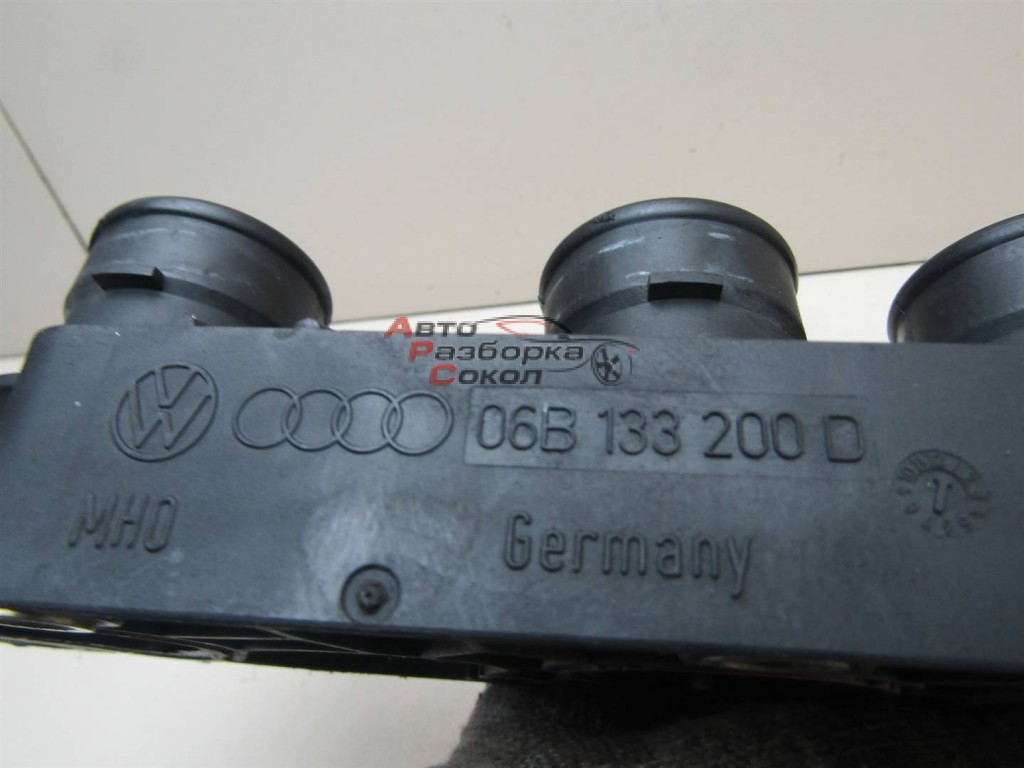 Авто
Разборка
Сокол
06B 133 200 D
MHO
Germany